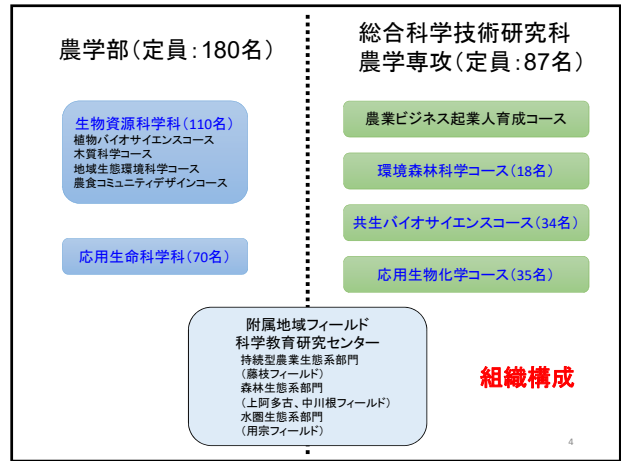 農学部（定員：180名）
生物資源科学科（110名）
植物バイオサイエンスコース
木質科学コース
地域生態環境科学コース
農食コミュニティデザインコース
応用生命科学科（70名）
総合科学技術研究科
農学専攻（定員：87名）
農業ビジネス起業人育成コース
環境森林科学コース（18名）
共生バイオサイエンスコース（34名）
応用生物化学コース（35名）
附属地域フィールド
科学教育研究センター
持続型農業生態系部門
（藤枝フィールド）
森林生態系部門
（上阿多古、中川根フィールド）
水圏生態系部門
（用宗フィールド）
組織構成
4